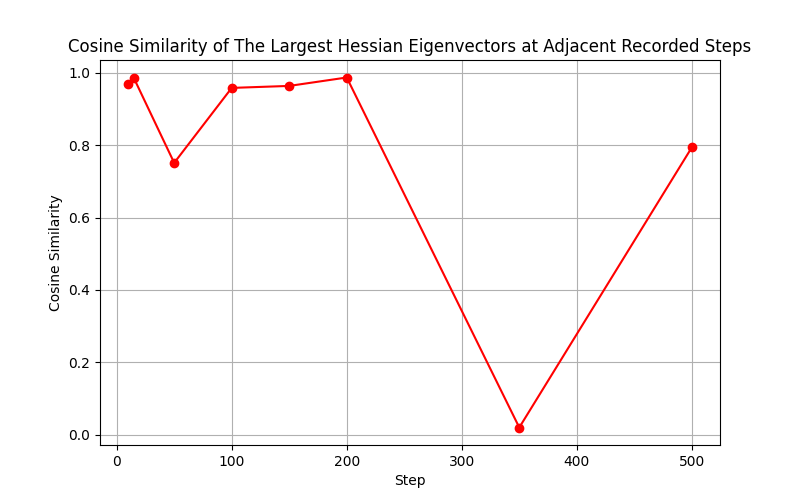 Cosine Similarity of The Largest Hessian Eigenvectors at Adjacent Recorded Steps
1.0
0.8
0.6
0.4
0.2
0.0
Cosine Similarity
0 100 200 300 400 500
Step